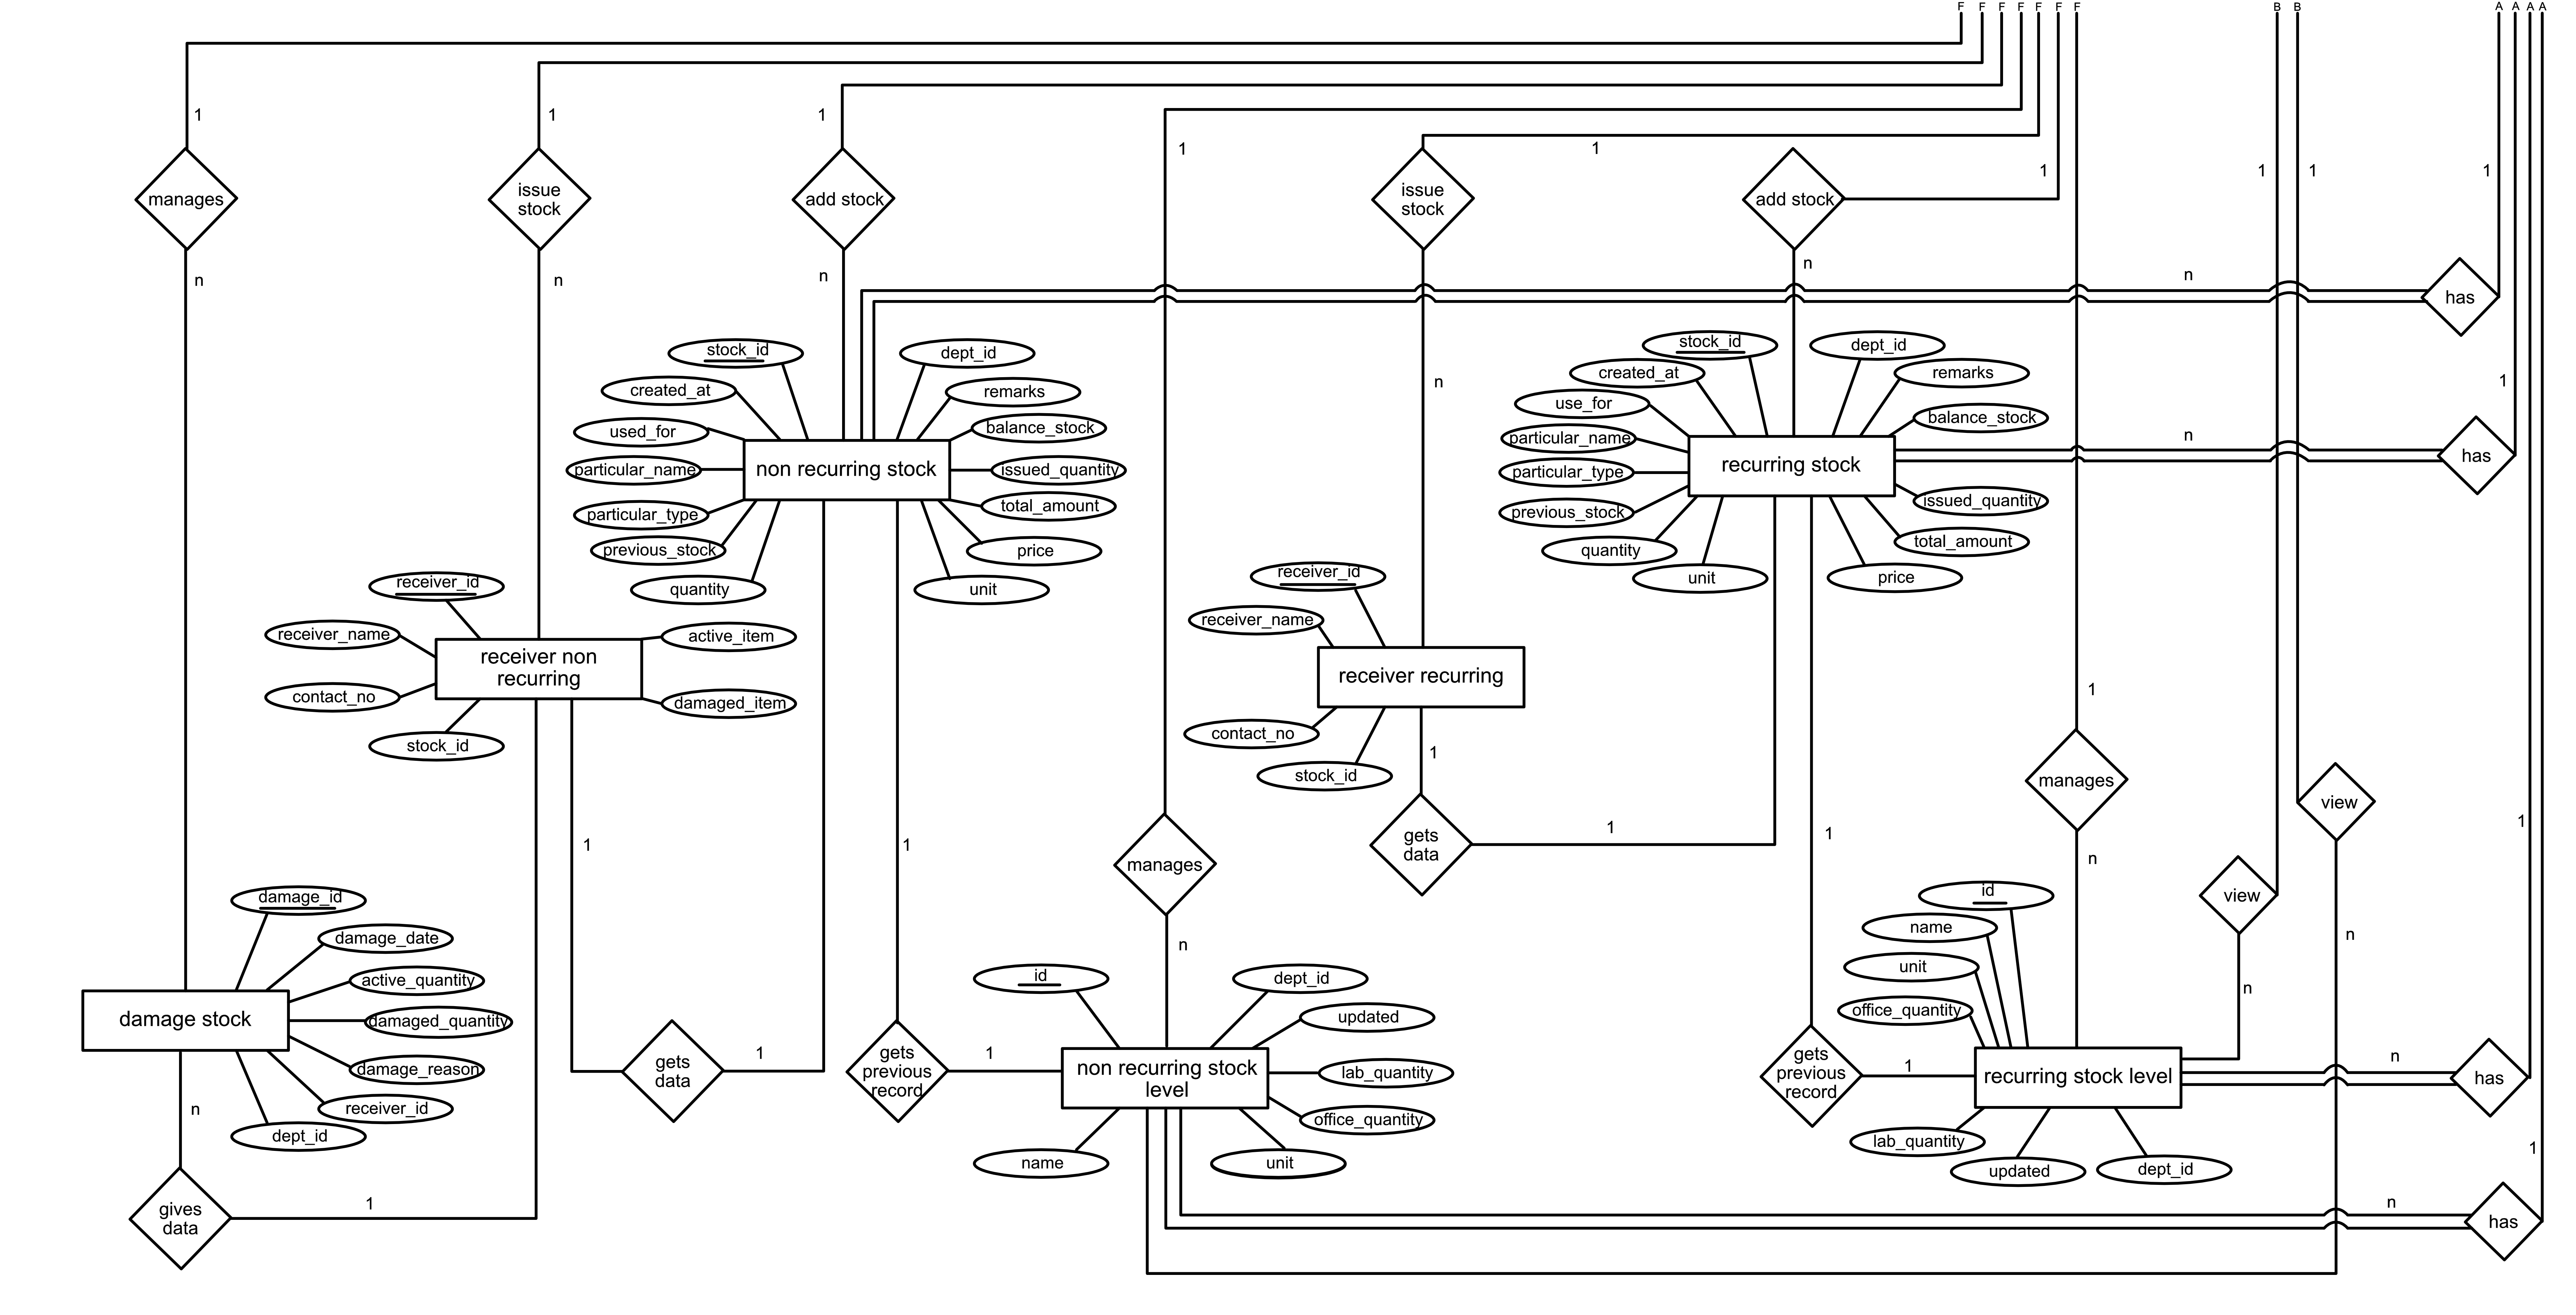 F F F F F F F B B A A A A
1 1 1
1 1 1 1 1 1
manages
issue
stock
add stock
issue
stock
add stock
n n n
n
n
has
1
n
stock_id
created_at
used_for
particular_name
particular_type
previous_stock
quantity
dept_id
remarks
balance_stock
issued_quantity
total_amount
price
unit
non recurring stock
stock_id
created_at
use_for
particular_name
particular_type
previous_stock
quantity
unit
dept_id
remarks
balance_stock
issued_quantity
total_amount
price
recurring stock
n
has
receiver_id
receiver_name
contact_no
stock_id
active_item
damaged_item
receiver non
recurring
receiver_id
receiver_name
contact_no
stock_id
receiver recurring
1
1
manages
view
1
1
1
1
1
1
gets
data
manages
n
view
n
n
n
damage_id
damage_date
active_quantity
damaged_quantity
damage_reason
receiver_id
dept_id
damage stock
n
gives
data
1
gets
data
1
gets
previous
record
1
id
dept_id
updated
lab_quantity
office_quantity
unit
name
non recurring stock
level
gets
previous
record
1
id
name
unit
office_quantity
lab_quantity
updated
dept_id
recurring stock level
n
has
1
n
has